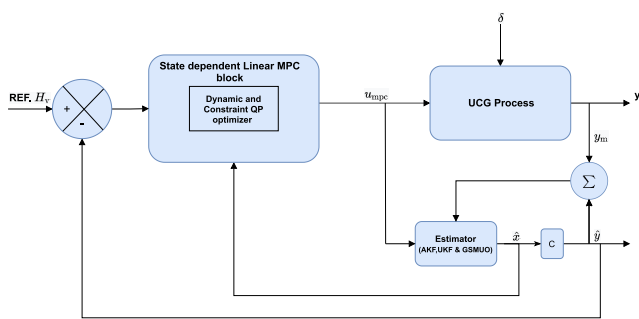 δ
State dependent Linear MPC
block
REF. H_v
+
-
Dynamic and
Constraint QP
optimizer
u_mpc
UCG Process
y
y_m
Σ
Estimator
(AKF,UKF & GSMUO)
x̂
C
ŷ